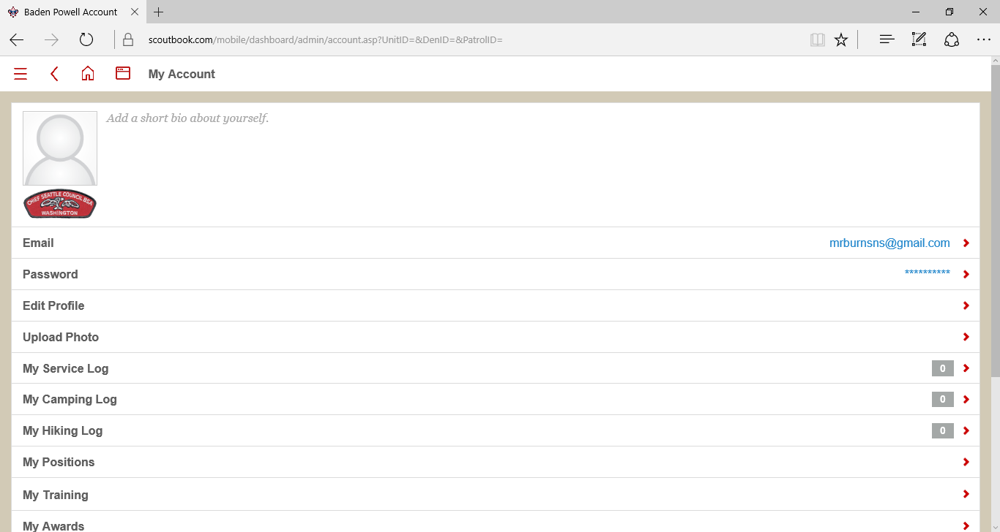 Baden Powell Account
scoutbook.com/mobile/dashboard/admin/account.asp?UnitID=&DenID=&PatrolID=
My Account
Add a short bio about yourself.
CHIEF SEATTLE COUNCIL BSA
WASHINGTON
Email mrburnsns@gmail.com
Password **********
Edit Profile
Upload Photo
My Service Log 0
My Camping Log 0
My Hiking Log 0
My Positions
My Training
My Awards